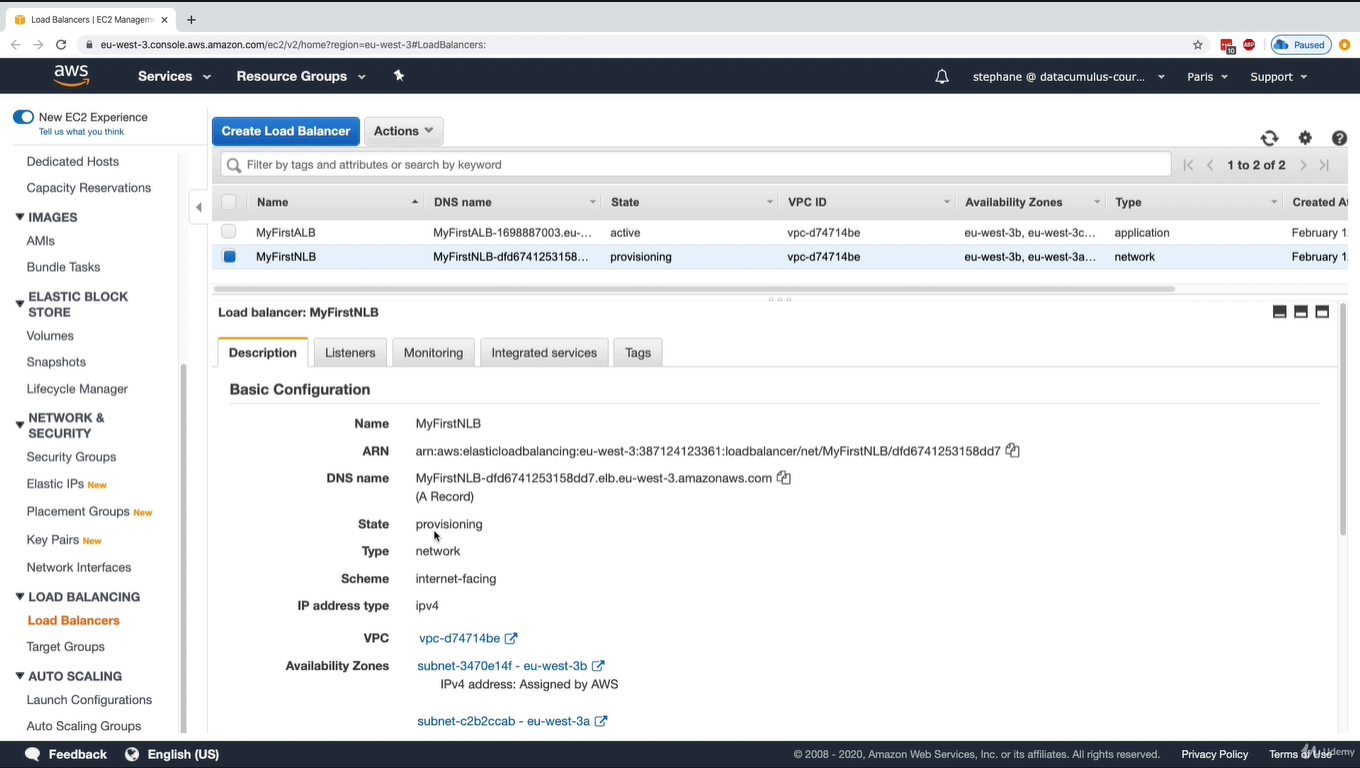 Load Balancers | EC2 Managem
eu-west-3.console.aws.amazon.com/ec2/v2/home?region=eu-west-3#LoadBalancers:
10
ABP
Paused
aws
Services
Resource Groups
stephane @ datacumulus-cour...
Paris
Support
New EC2 Experience
Tell us what you think
Dedicated Hosts
Capacity Reservations
IMAGES
AMIs
Bundle Tasks
ELASTIC BLOCK
STORE
Volumes
Snapshots
Lifecycle Manager
NETWORK &
SECURITY
Security Groups
Elastic IPs New
Placement Groups New
Key Pairs New
Network Interfaces
LOAD BALANCING
Load Balancers
Target Groups
AUTO SCALING
Launch Configurations
Auto Scaling Groups
Create Load Balancer Actions
Filter by tags and attributes or search by keyword
1 to 2 of 2
Name DNS name State VPC ID Availability Zones Type Created At
MyFirstALB MyFirstALB-1698887003.eu-... active vpc-d74714be eu-west-3b, eu-west-3c... application February 1
MyFirstNLB MyFirstNLB-dfd6741253158... provisioning vpc-d74714be eu-west-3b, eu-west-3a... network February 1
Load balancer: MyFirstNLB
Description Listeners Monitoring Integrated services Tags
Basic Configuration
Name MyFirstNLB
ARN arn:aws:elasticloadbalancing:eu-west-3:387124123361:loadbalancer/net/MyFirstNLB/dfd6741253158dd7
DNS name MyFirstNLB-dfd6741253158dd7.elb.eu-west-3.amazonaws.com
(A Record)
State provisioning
Type network
Scheme internet-facing
IP address type ipv4
VPC vpc-d74714be
Availability Zones subnet-3470e14f - eu-west-3b
IPv4 address: Assigned by AWS
subnet-c2b2ccab - eu-west-3a
Feedback English (US)
© 2008 - 2020, Amazon Web Services, Inc. or its affiliates. All rights reserved. Privacy Policy Terms of Use
Udemy